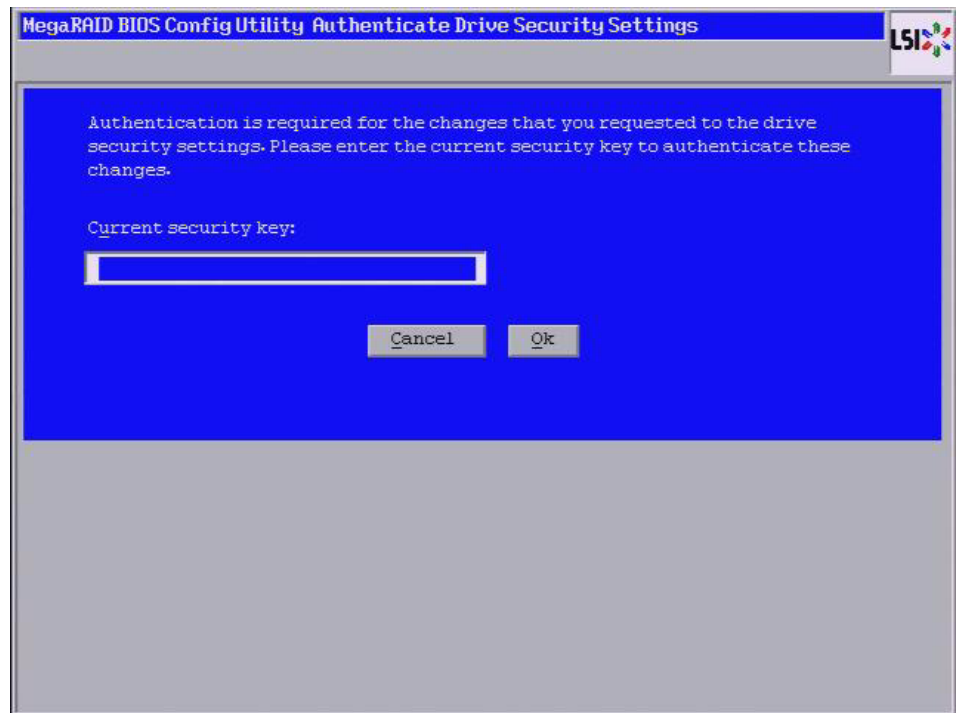 MegaRAID BIOS Config Utility Authenticate Drive Security Settings
LSI
Authentication is required for the changes that you requested to the drive
security settings. Please enter the current security key to authenticate these
changes.
Current security key:
Cancel Ok